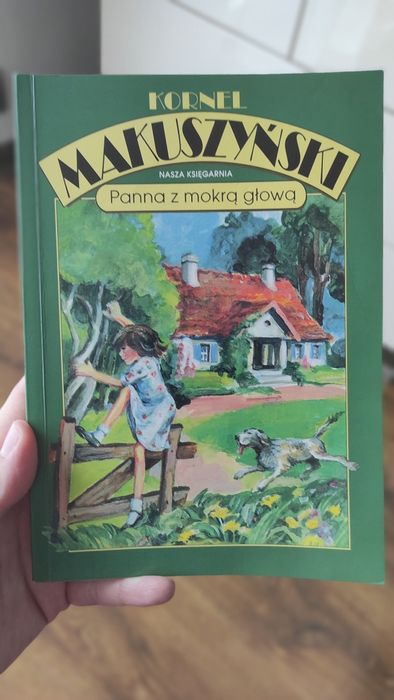 KORNEL
MAKUSZYŃSKI
NASZA KSIĘGARNIA
Panna z mokrą głową